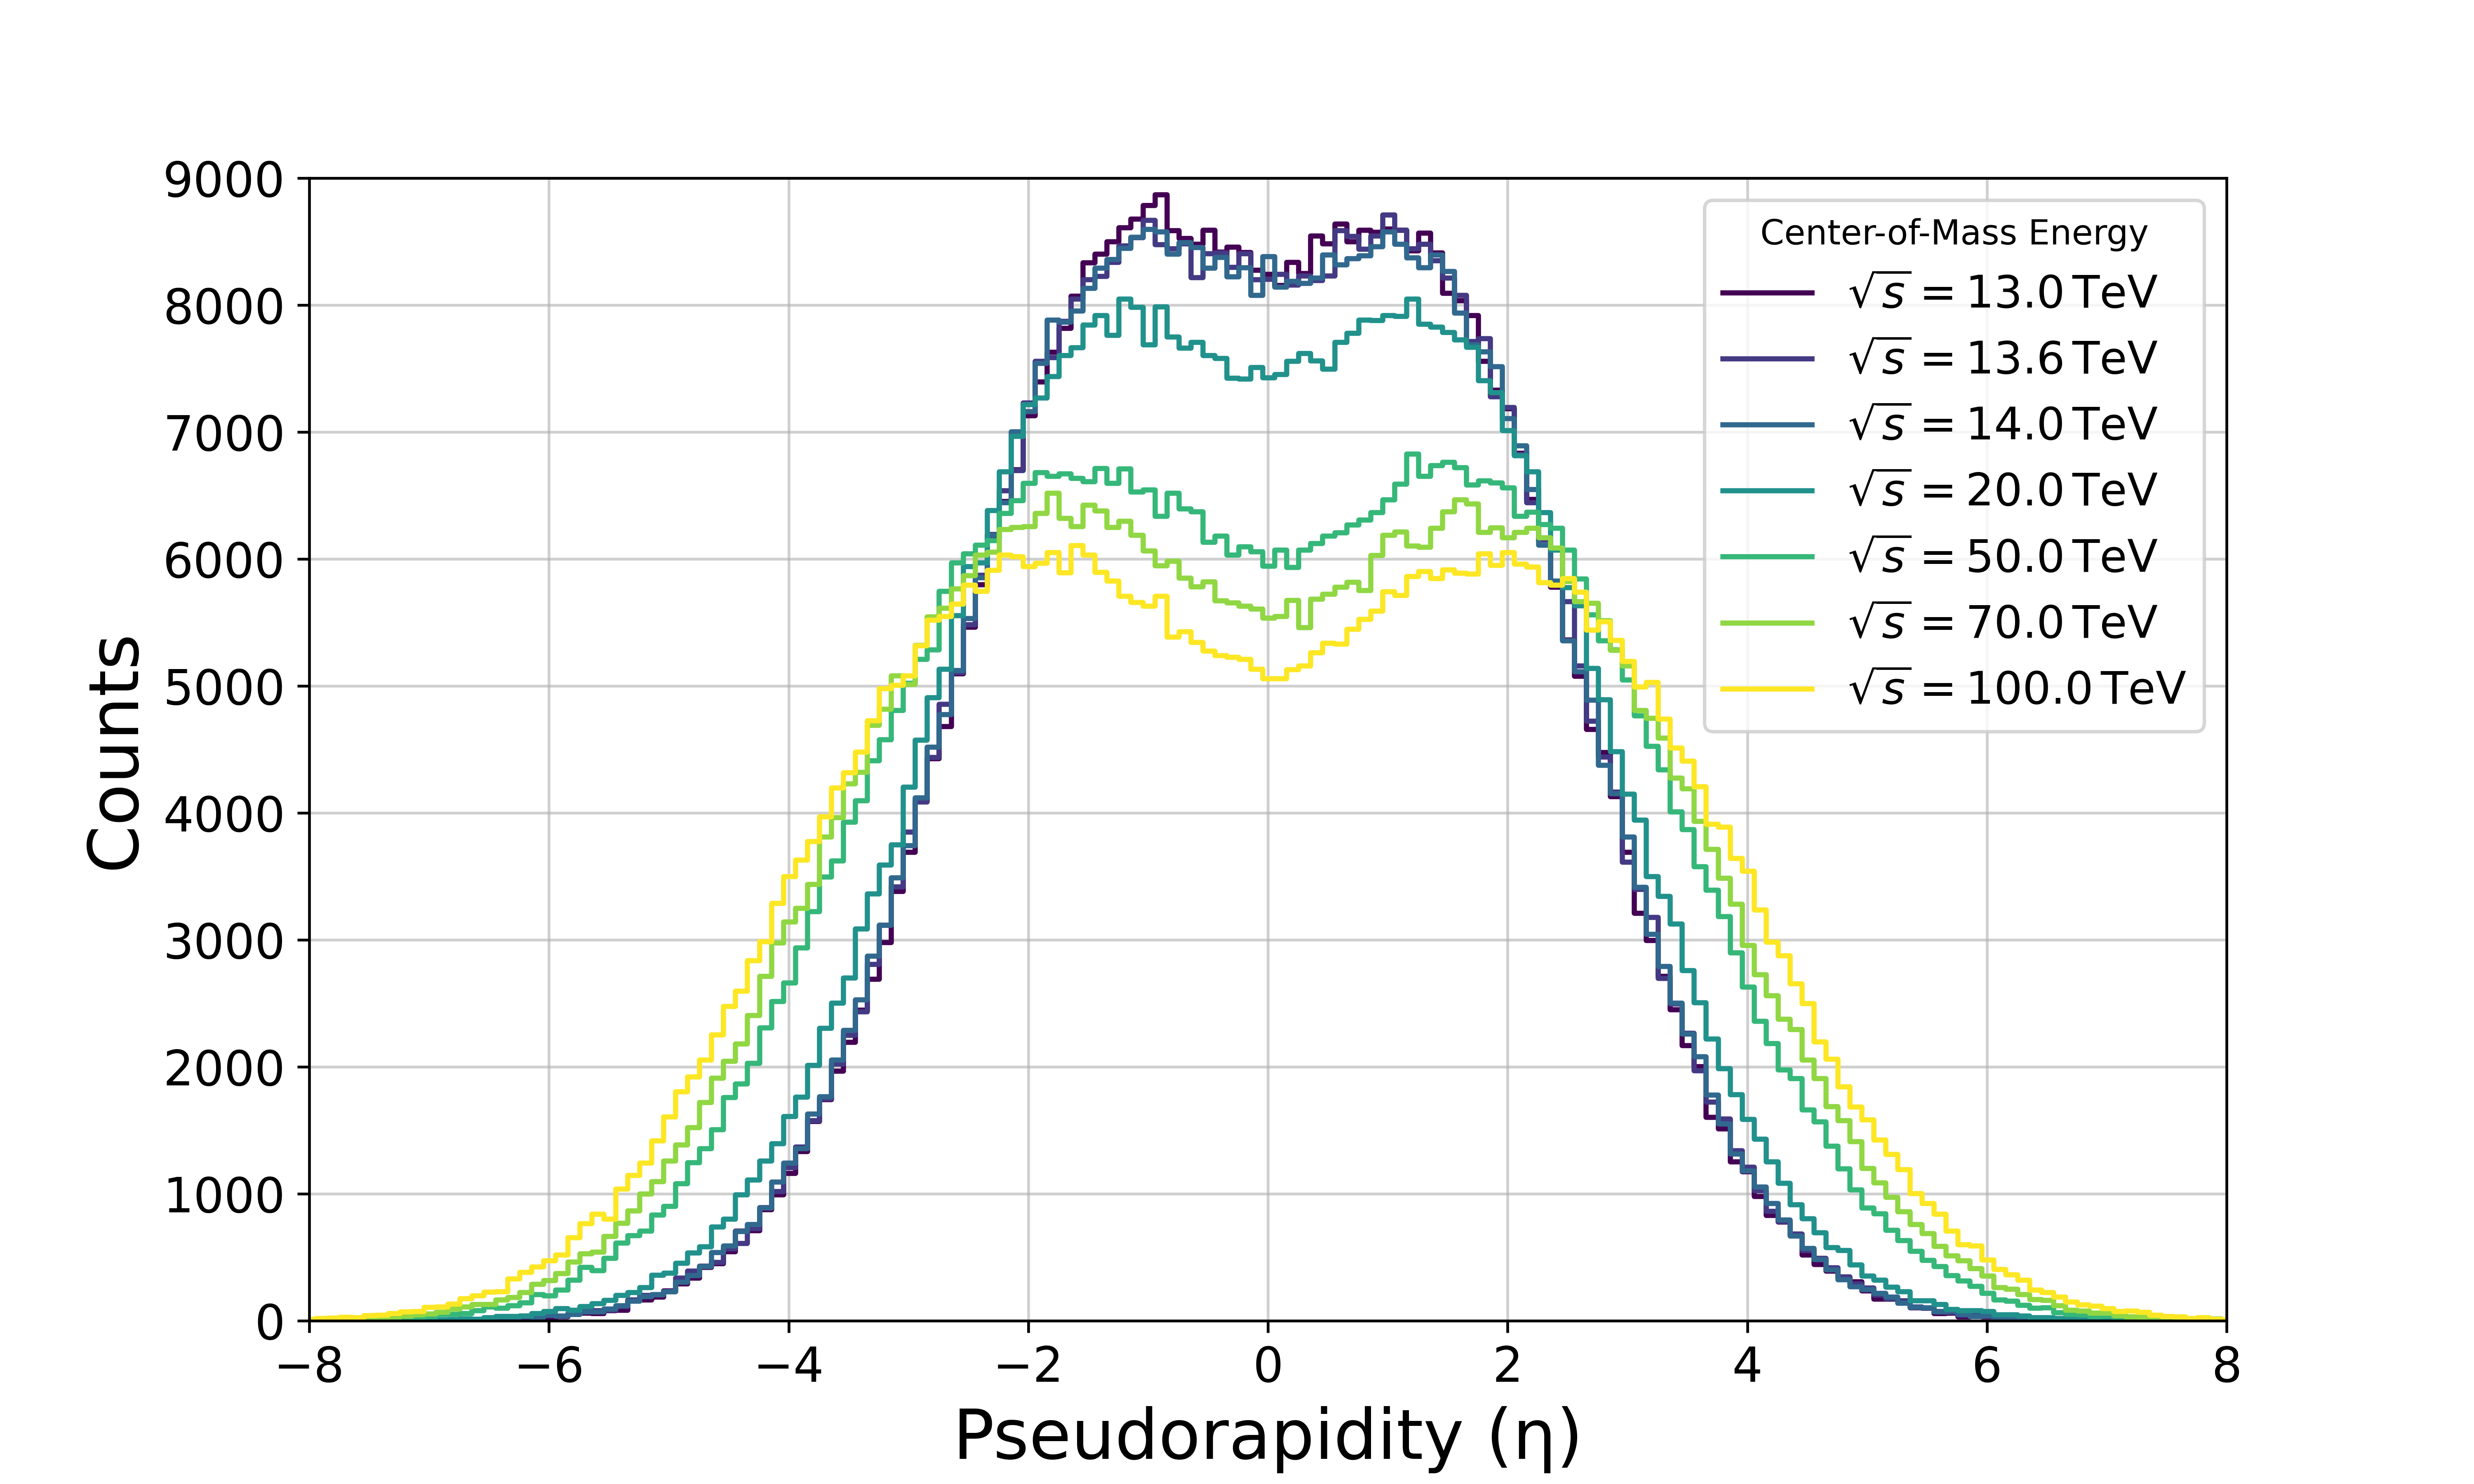 Counts
9000
8000
7000
6000
5000
4000
3000
2000
1000
0
Center-of-Mass Energy
√s = 13.0 TeV
√s = 13.6 TeV
√s = 14.0 TeV
√s = 20.0 TeV
√s = 50.0 TeV
√s = 70.0 TeV
√s = 100.0 TeV
−8 −6 −4 −2 0 2 4 6 8
Pseudorapidity (η)